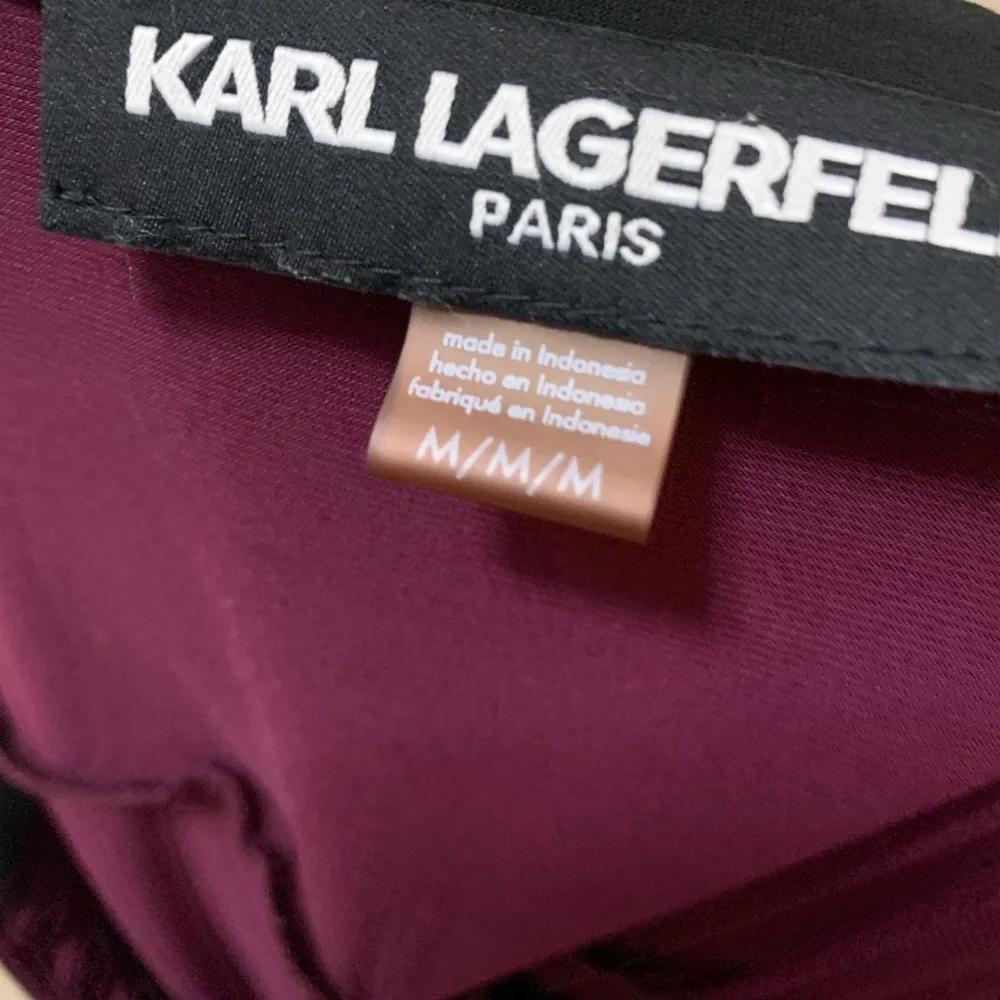 KARL LAGERFEL
PARIS
made in Indonesia
hecho en Indonesia
fabriqué en Indonesie
M/M/M